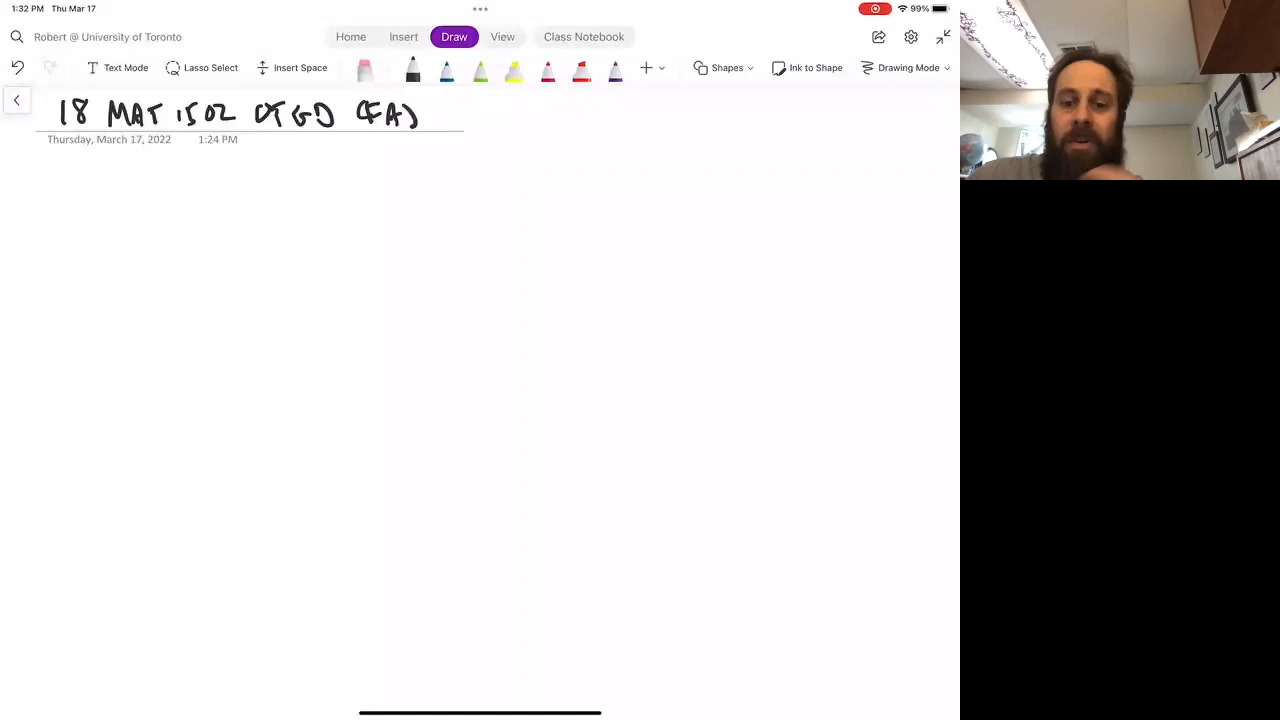 1:32 PM Thu Mar 17
99%
Robert @ University of Toronto
Home Insert Draw View Class Notebook
Text Mode Lasso Select Insert Space Shapes Ink to Shape Drawing Mode
18 MAT 1502 OTGD (FA)
Thursday, March 17, 2022 1:24 PM